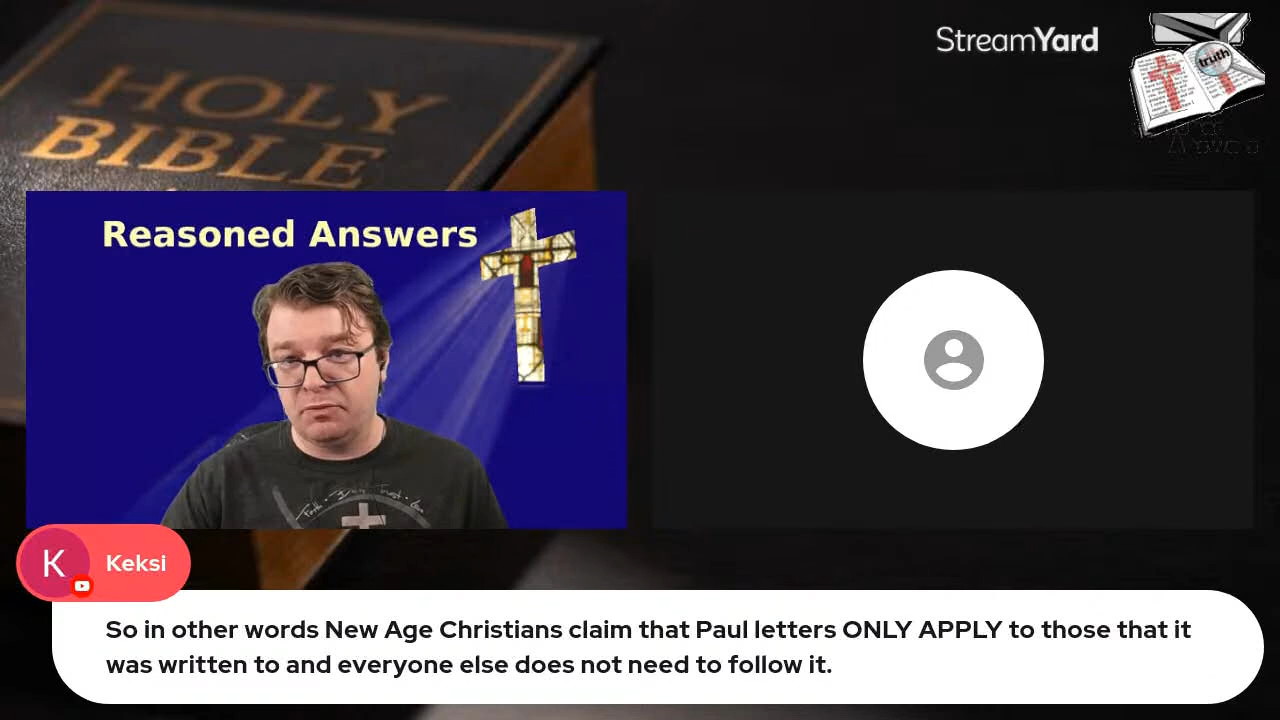 HOLY
BIBLE
StreamYard
truth
Reasoned Answers
K
Keksi
So in other words New Age Christians claim that Paul letters ONLY APPLY to those that it
was written to and everyone else does not need to follow it.